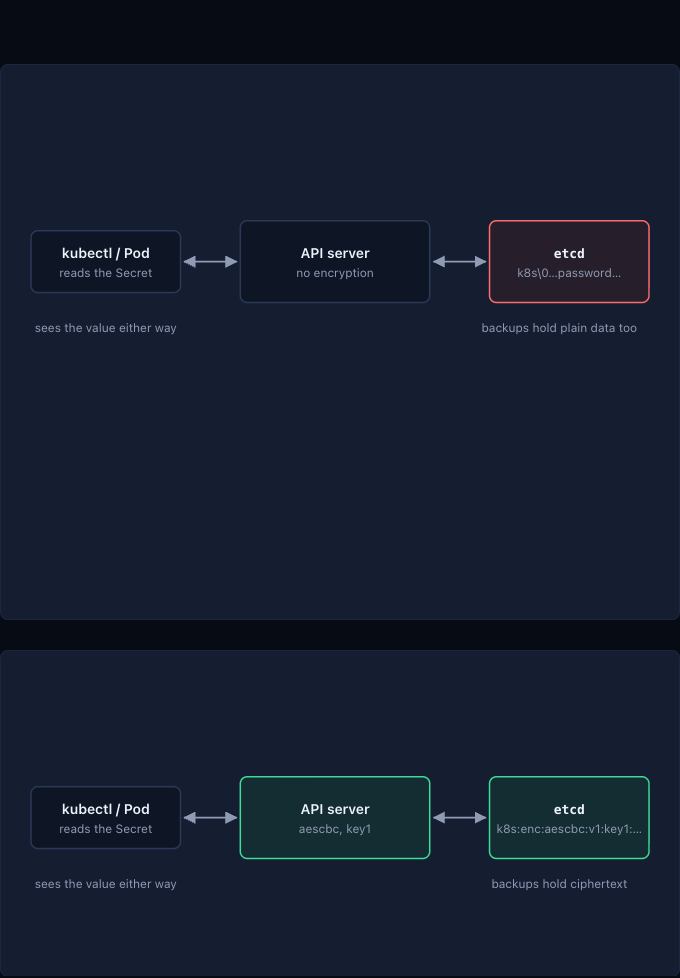 kubectl / Pod
reads the Secret
API server
no encryption
etcd
k8s\0...password...
sees the value either way
backups hold plain data too
kubectl / Pod
reads the Secret
API server
aescbc, key1
etcd
k8s:enc:aescbc:v1:key1:...
sees the value either way
backups hold ciphertext